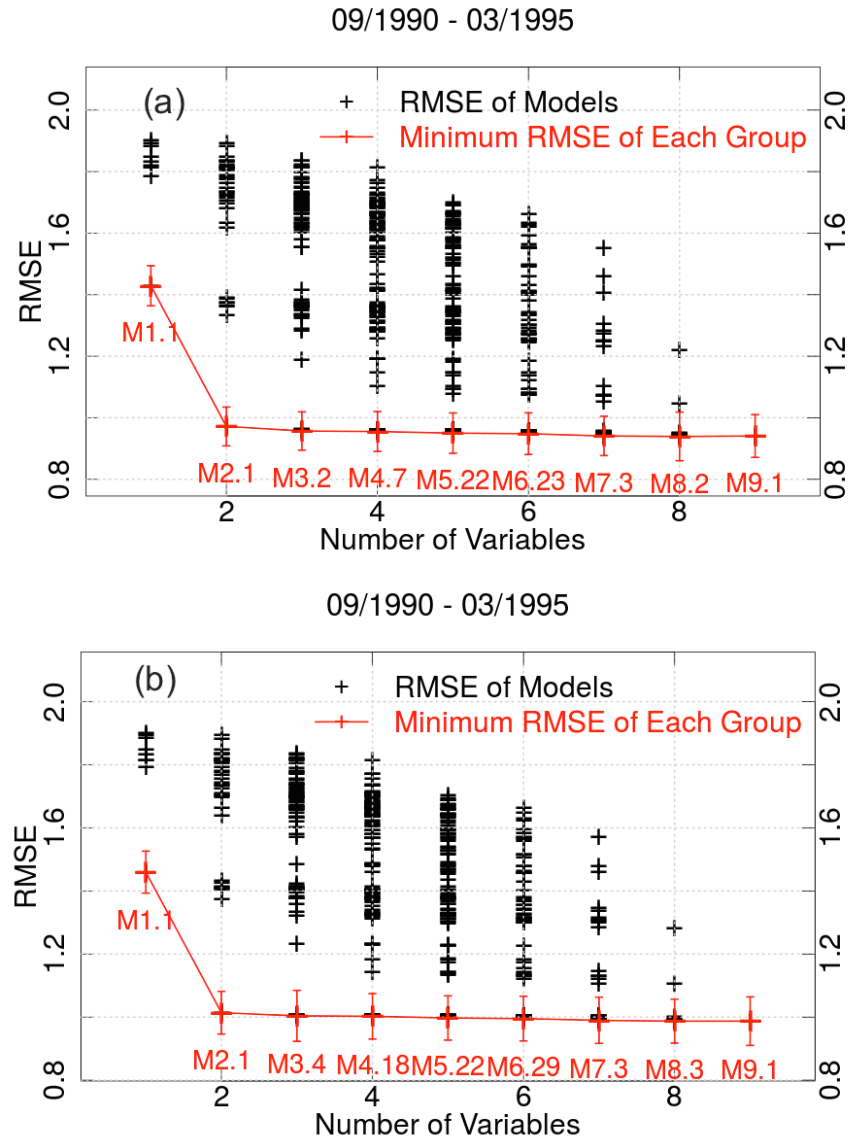 09/1990 - 03/1995
(a)
+ RMSE of Models
Minimum RMSE of Each Group
RMSE
2.0 2.0
1.6 1.6
1.2 1.2
0.8 0.8
M1.1
M2.1 M3.2 M4.7 M5.22 M6.23 M7.3 M8.2 M9.1
2 4 6 8
Number of Variables
09/1990 - 03/1995
(b)
+ RMSE of Models
Minimum RMSE of Each Group
RMSE
2.0 2.0
1.6 1.6
1.2 1.2
0.8 0.8
M1.1
M2.1 M3.4 M4.18 M5.22 M6.29 M7.3 M8.3 M9.1
2 4 6 8
Number of Variables